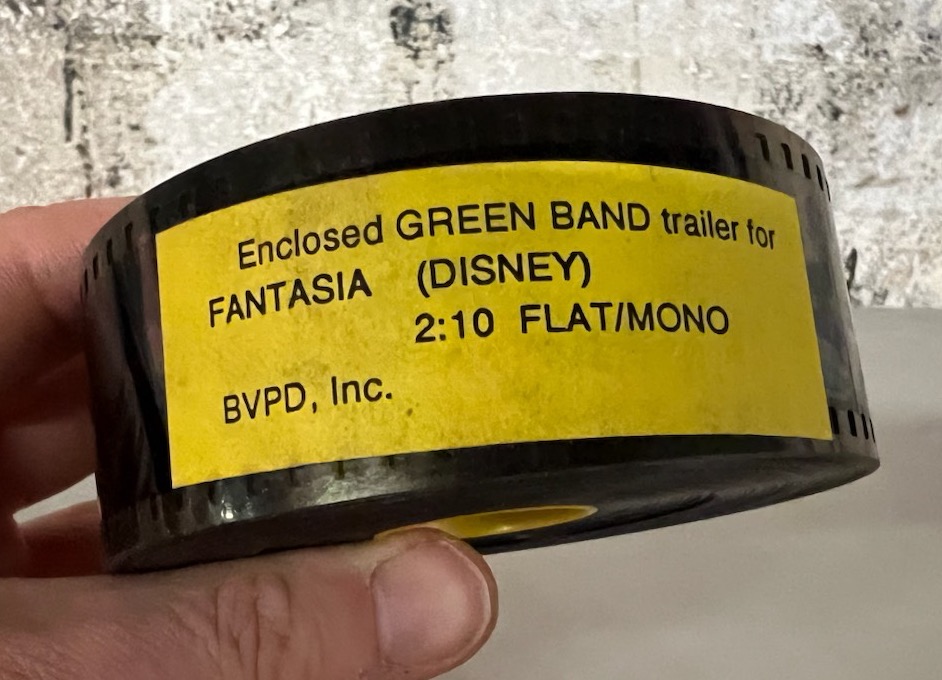 Enclosed GREEN BAND trailer for
FANTASIA (DISNEY)
2:10 FLAT/MONO
BVPD, Inc.